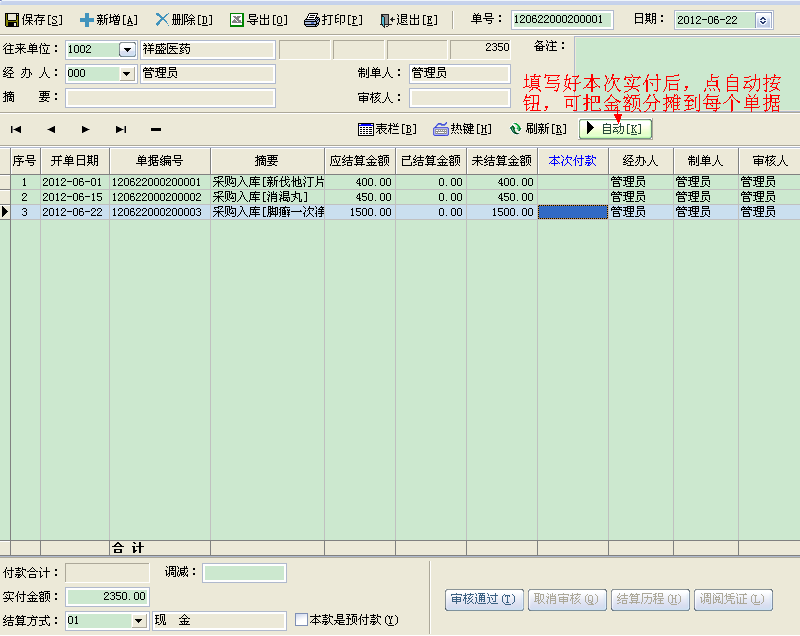 保存[S] 新增[A] 删除[D] 导出[O] 打印[P] 退出[E] 单号: 120622000200001 日期: 2012-06-22
往来单位: 1002 祥盛医药 2350 备注:
经 办 人: 000 管理员 制单人: 管理员
摘 要: 审核人:
填写好本次实付后，点自动按
钮，可把金额分摊到每个单据
表栏[B] 热键[H] 刷新[R] 自动[K]
序号 开单日期 单据编号 摘要 应结算金额 已结算金额 未结算金额 本次付款 经办人 制单人 审核人
1 2012-06-01 120622000200001 采购入库[新伐他汀片 400.00 0.00 400.00 管理员 管理员 管理员
2 2012-06-15 120622000200002 采购入库[消渴丸] 450.00 0.00 450.00 管理员 管理员 管理员
3 2012-06-22 120622000200003 采购入库[脚癣一次净 1500.00 0.00 1500.00 管理员 管理员 管理员
合 计
付款合计: 调减:
实付金额: 2350.00
结算方式: 01 现 金 本款是预付款(Y)
审核通过(I) 取消审核(Q) 结算历程(H) 调阅凭证(L)